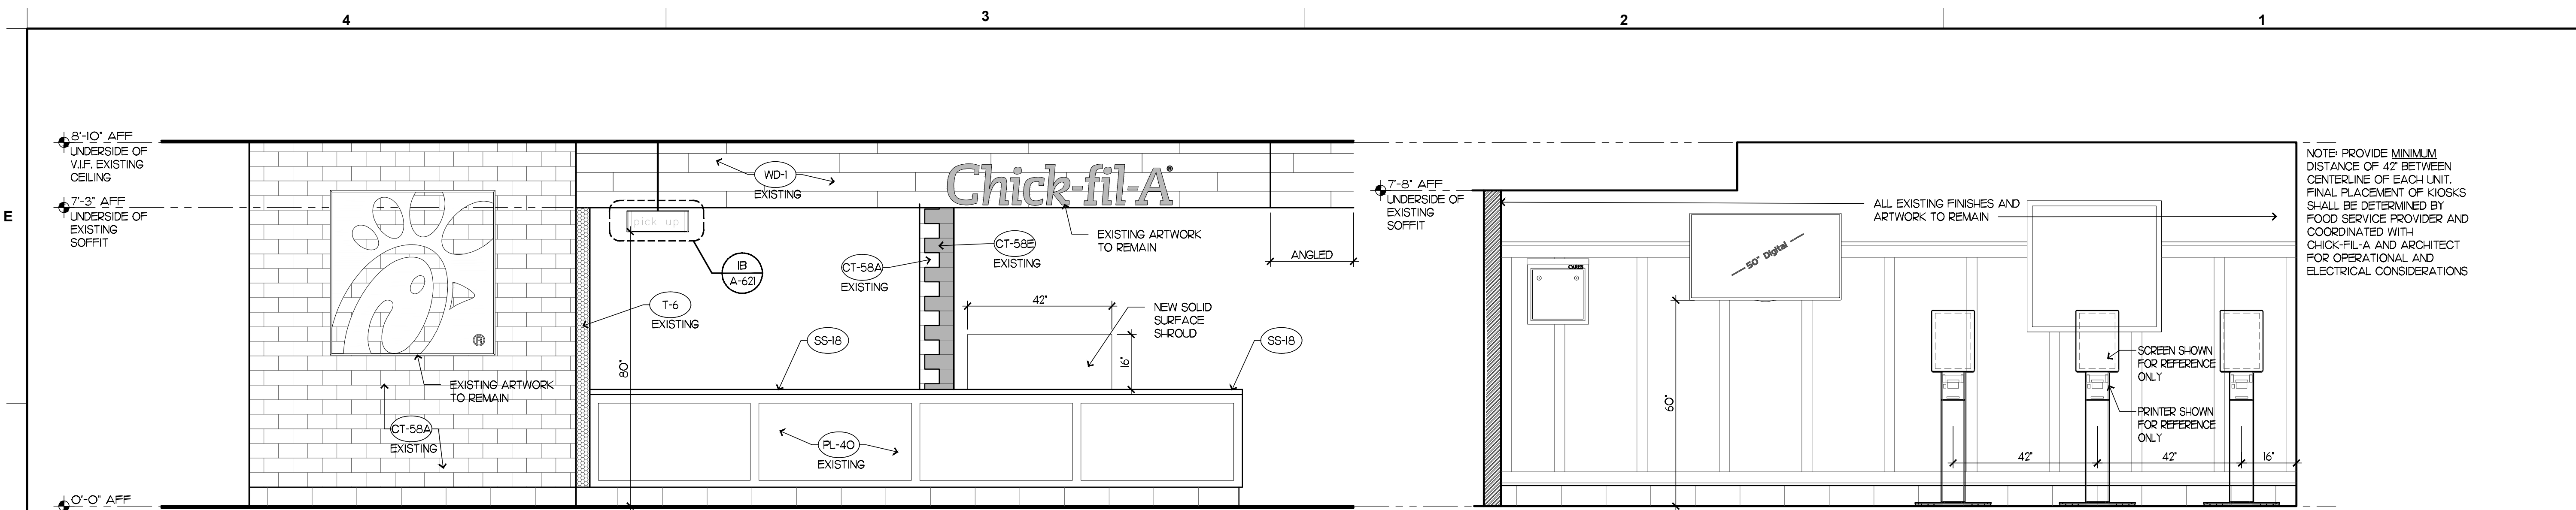 4
3
2
1
E
8'-10" AFF
UNDERSIDE OF
V.I.F. EXISTING
CEILING
7'-3" AFF
UNDERSIDE OF
EXISTING
SOFFIT
0'-0" AFF
®
EXISTING ARTWORK
TO REMAIN
CT-58A
EXISTING
WD-1
EXISTING
pick up
1B
A-621
T-6
EXISTING
80"
Chick-fil-A®
EXISTING ARTWORK
TO REMAIN
ANGLED
CT-58E
EXISTING
CT-58A
EXISTING
42"
NEW SOLID
SURFACE
SHROUD
16"
SS-18
SS-18
PL-40
EXISTING
7'-8" AFF
UNDERSIDE OF
EXISTING
SOFFIT
ALL EXISTING FINISHES AND
ARTWORK TO REMAIN
CARES
50" Digital
60"
SCREEN SHOWN
FOR REFERENCE
ONLY
PRINTER SHOWN
FOR REFERENCE
ONLY
42"
42"
16"
NOTE: PROVIDE MINIMUM
DISTANCE OF 42" BETWEEN
CENTERLINE OF EACH UNIT.
FINAL PLACEMENT OF KIOSKS
SHALL BE DETERMINED BY
FOOD SERVICE PROVIDER AND
COORDINATED WITH
CHICK-FIL-A AND ARCHITECT
FOR OPERATIONAL AND
ELECTRICAL CONSIDERATIONS